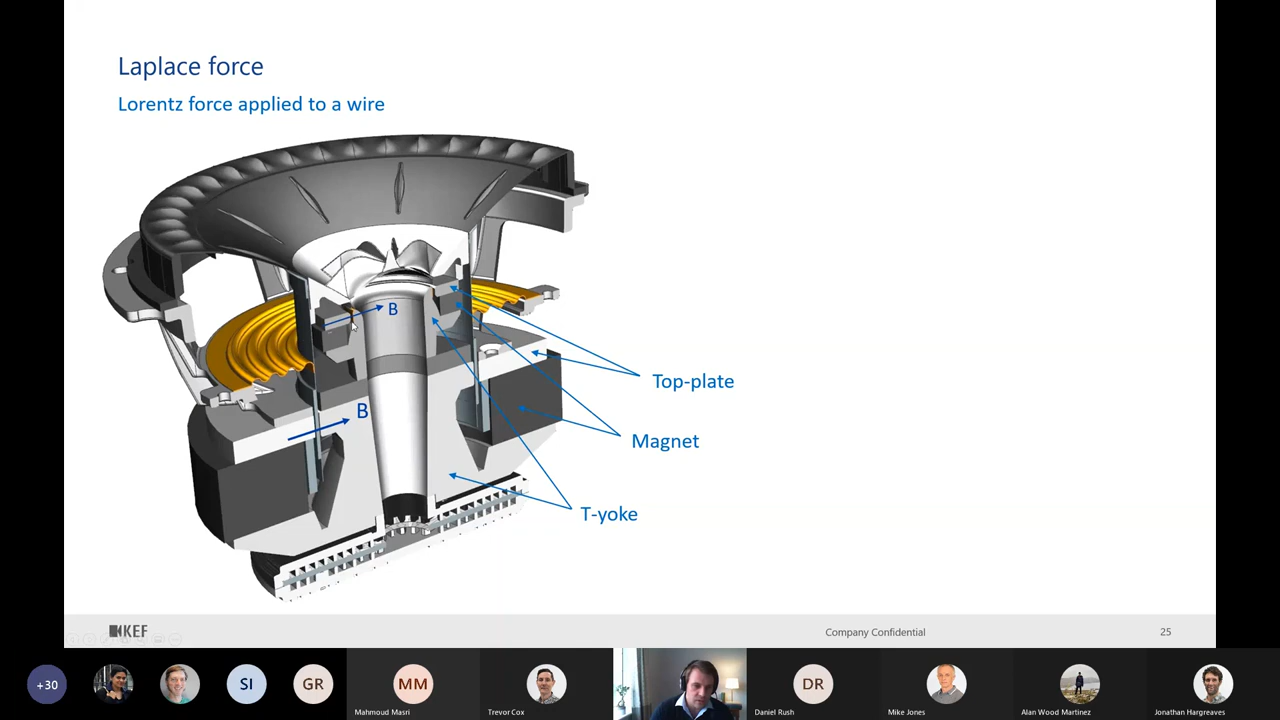 Laplace force
Lorentz force applied to a wire
B
B
Top-plate
Magnet
T-yoke
KEF
Company Confidential
25
+30
SI
GR
MM
DR
Mahmoud Masri
Trevor Cox
Daniel Rush
Mike Jones
Alan Wood Martinez
Jonathan Hargreaves